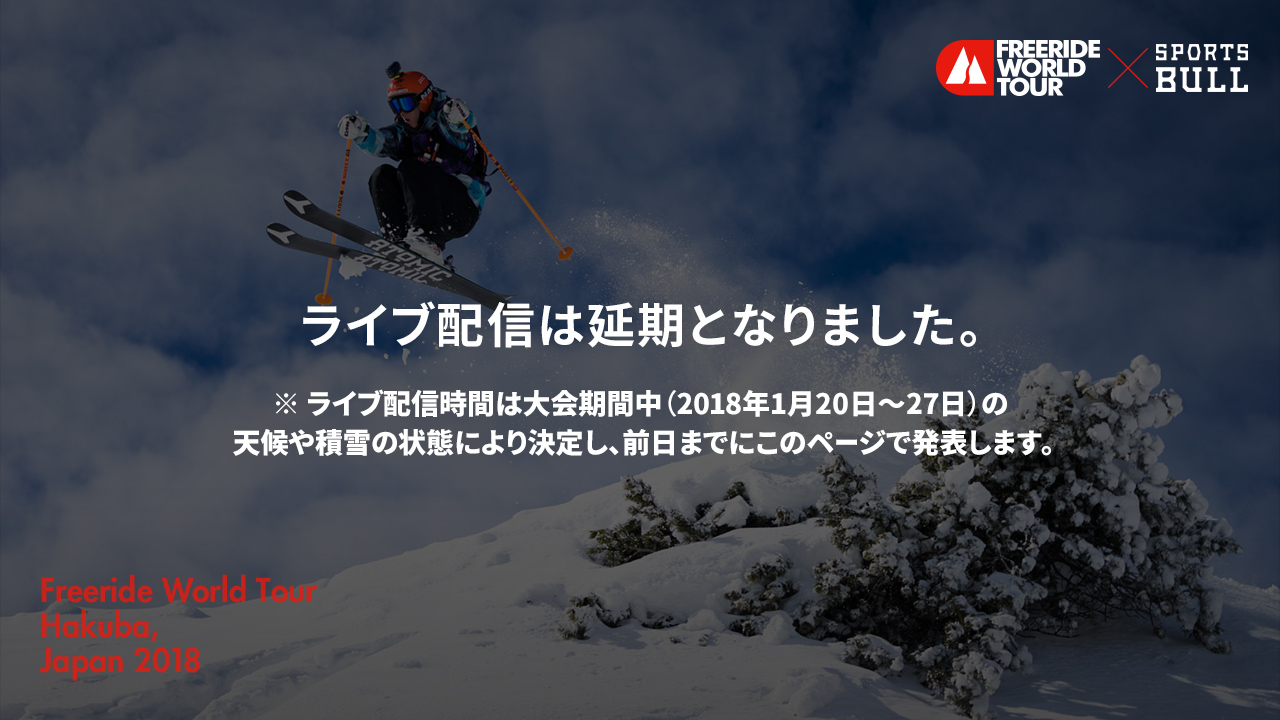 FREERIDE
WORLD
TOUR
SPORTS
BULL
ATOMIC
ATOMIC
ライブ配信は延期となりました。
※ ライブ配信時間は大会期間中（2018年1月20日〜27日）の
天候や積雪の状態により決定し、前日までにこのページで発表します。
Freeride World Tour
Hakuba,
Japan 2018